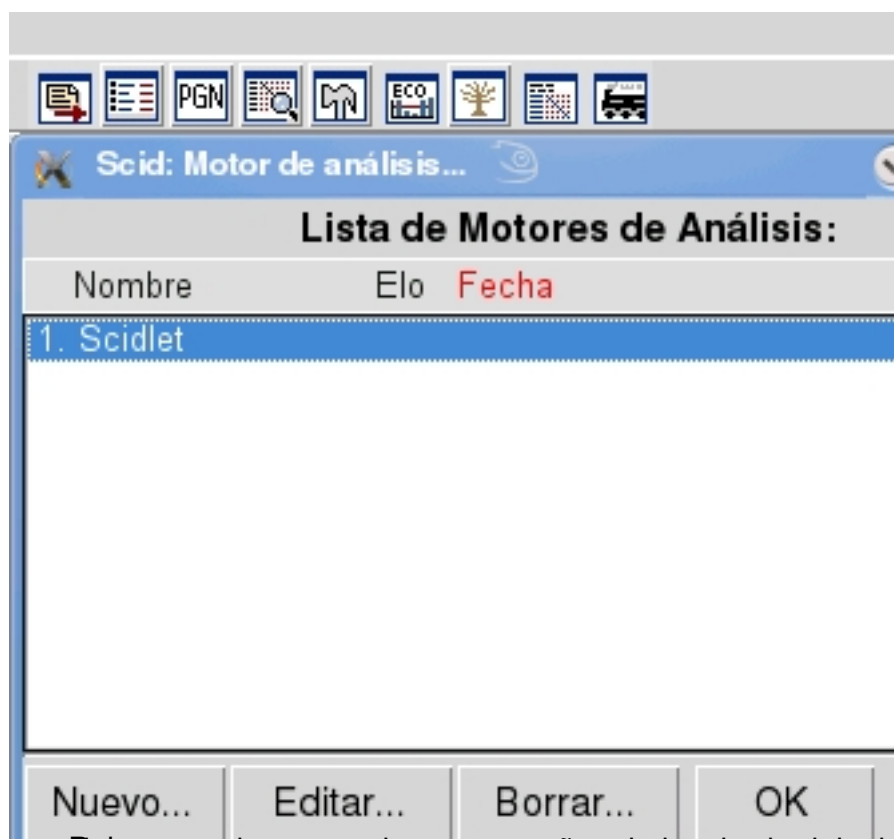 PGN ECO
Scid: Motor de análisis...
Lista de Motores de Análisis:
Nombre Elo Fecha
1. Scidlet
Nuevo... Editar... Borrar... OK